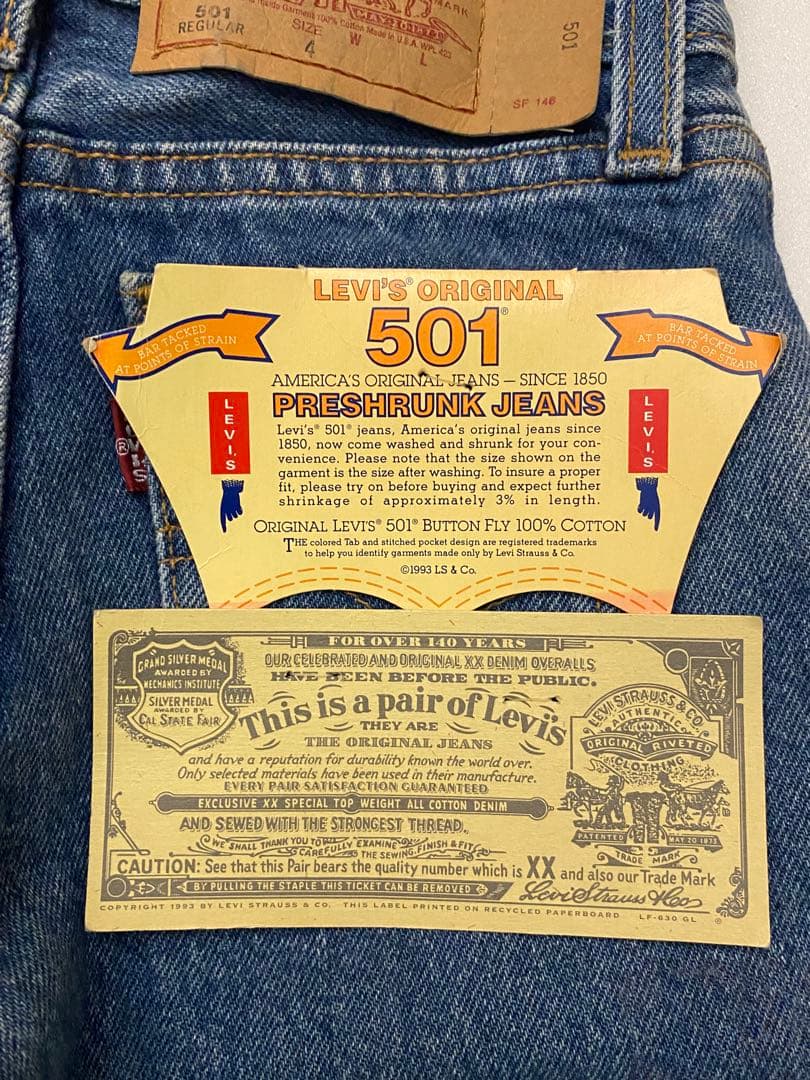 MARK
Garment 100% Cotton Made in U.S.A. WPL 423
501
REGULAR
SIZE W L
4
501
SF 146
LEVI'S® ORIGINAL
501®
BAR TACKED
AT POINTS OF STRAIN
BAR TACKED
AT POINTS OF STRAIN
AMERICA'S ORIGINAL JEANS — SINCE 1850
PRESHRUNK JEANS
LEVI'S
LEVI'S
Levi's® 501® jeans, America's original jeans since
1850, now come washed and shrunk for your con-
venience. Please note that the size shown on the
garment is the size after washing. To insure a proper
fit, please try on before buying and expect further
shrinkage of approximately 3% in length.
ORIGINAL LEVI'S® 501® BUTTON FLY 100% COTTON
THE colored Tab and stitched pocket design are registered trademarks
to help you identify garments made only by Levi Strauss & Co.
©1993 LS & Co.
FOR OVER 140 YEARS
OUR CELEBRATED AND ORIGINAL XX DENIM OVERALLS
HAVE BEEN BEFORE THE PUBLIC.
GRAND SILVER MEDAL
AWARDED BY
MECHANICS INSTITUTE
SILVER MEDAL
AWARDED BY
CAL STATE FAIR
This is a pair of Levi's
THEY ARE
THE ORIGINAL JEANS
and have a reputation for durability known the world over.
Only selected materials have been used in their manufacture.
EVERY PAIR SATISFACTION GUARANTEED
EXCLUSIVE XX SPECIAL TOP WEIGHT ALL COTTON DENIM
AND SEWED WITH THE STRONGEST THREAD.
WE SHALL THANK YOU TO CAREFULLY EXAMINE
THE SEWING, FINISH & FIT
LEVI STRAUSS & CO.
AUTHENTIC
ORIGINAL RIVETED
CLOTHING
PATENTED MAY 20 1873
TRADE MARK
CAUTION: See that this Pair bears the quality number which is XX and also our Trade Mark
BY PULLING THE STAPLE THIS TICKET CAN BE REMOVED
Levi Strauss & Co
COPYRIGHT 1993 BY LEVI STRAUSS & CO. THIS LABEL PRINTED ON RECYCLED PAPERBOARD LF-630 GL